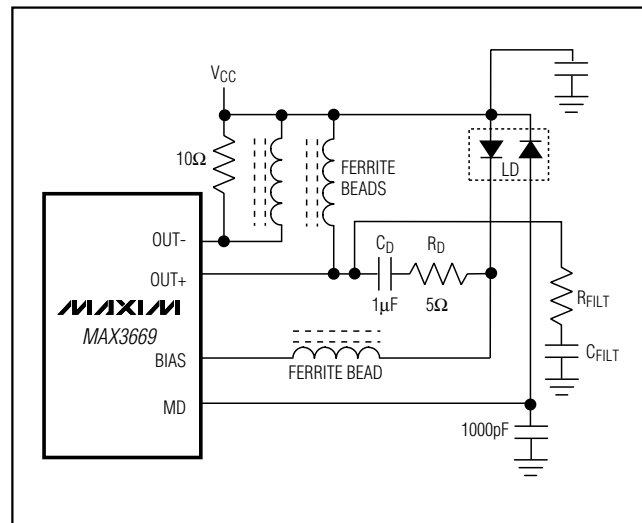 VCC
10Ω
FERRITE
BEADS
LD
OUT-
OUT+
CD
1μF
RD
5Ω
RFILT
CFILT
MAXIM
MAX3669
BIAS
FERRITE BEAD
MD
1000pF